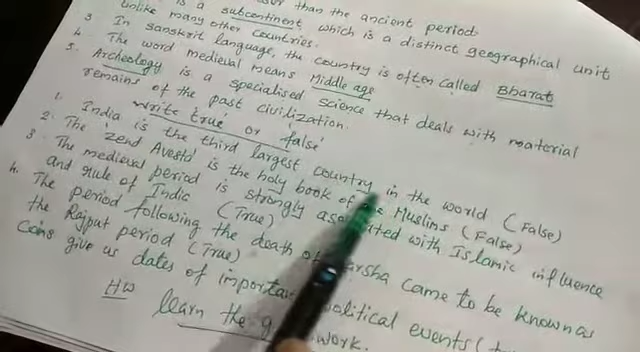 than the ancient period
is a subcontinent which is a distinct geographical unit
unlike many other countries.
3. In sanskrit language, the country is often called Bharat
4. The word medieval means Middle age
5. Archeology is a specialised science that deals with material
remains of the past civilization.
write 'true' or 'false'
1. India is the third largest country in the world (False)
2. The 'zend Avesta' is the holy book of the Muslims (False)
3. The medieval period is strongly associated with Islamic influence
and rule of India (True)
4. The period following the death of Harsha came to be known as
the Rajput period (True)
Coins give us dates of important political events
HW
learn the work.